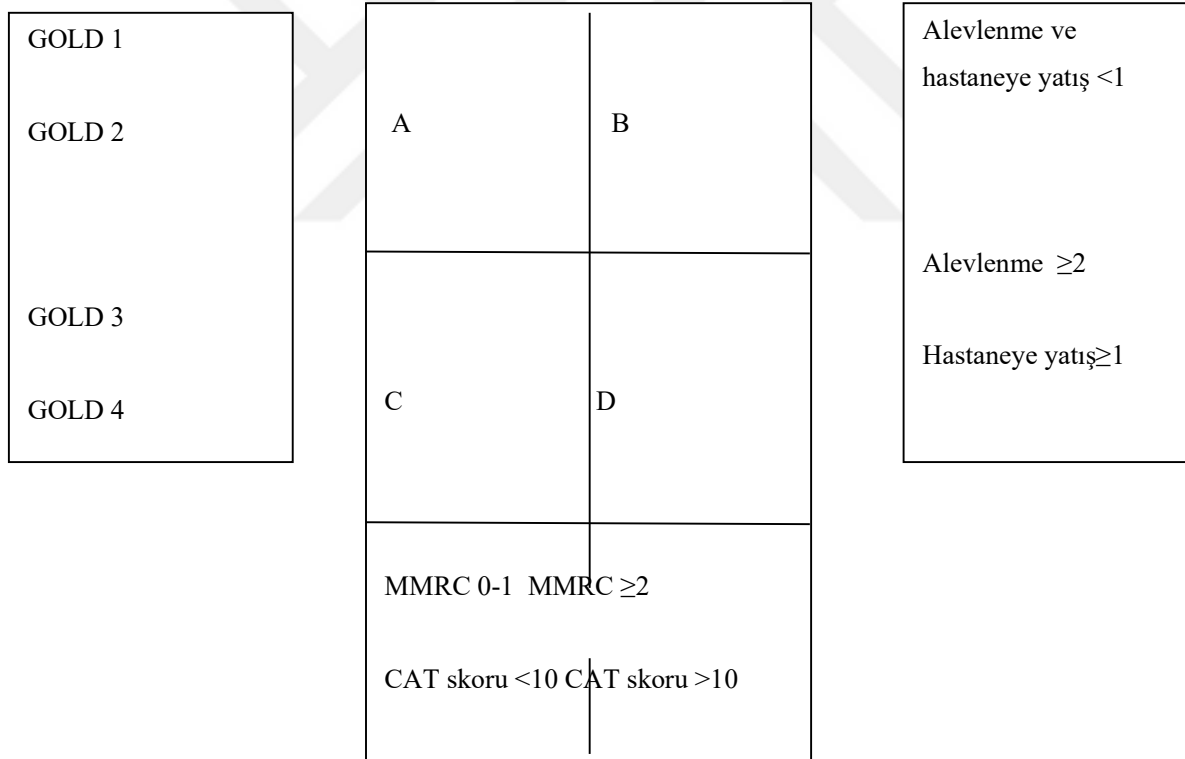 GOLD 1
GOLD 2
GOLD 3
GOLD 4
A B
C D
MMRC 0-1 MMRC ≥2
CAT skoru <10 CAT skoru >10
Alevlenme ve
hastaneye yatış <1
Alevlenme ≥2
Hastaneye yatış≥1